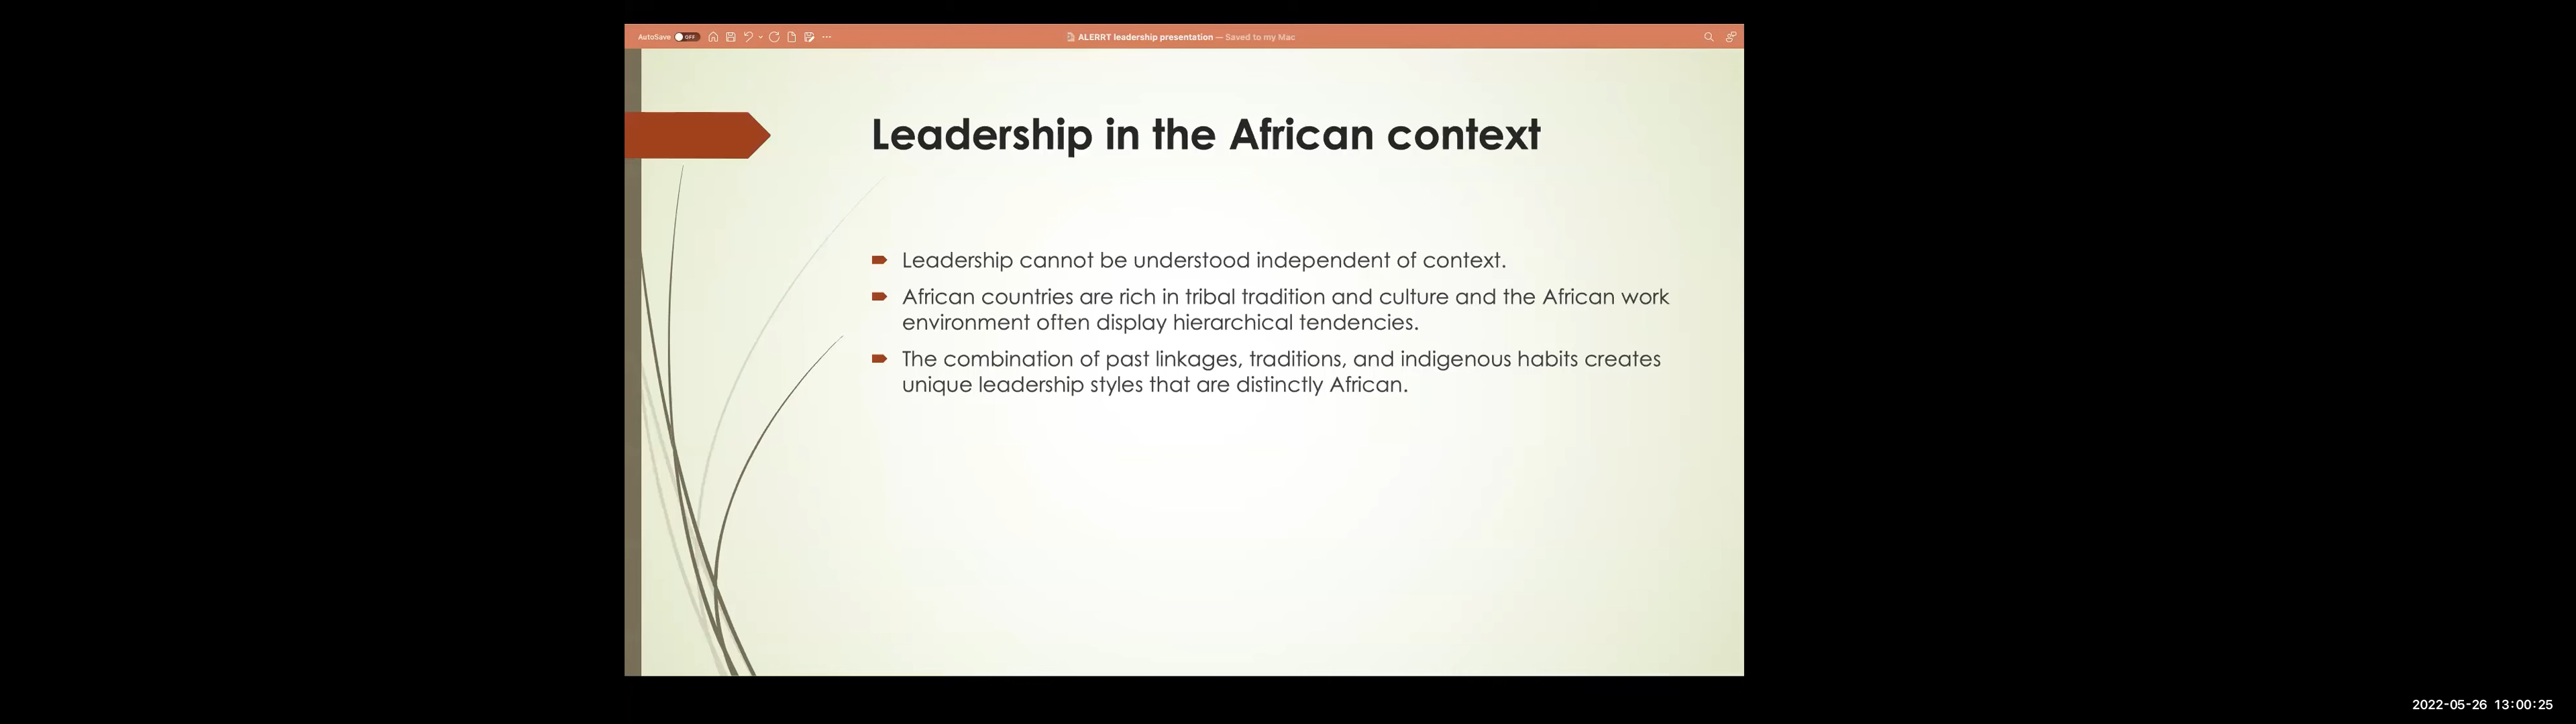 AutoSave OFF
ALERRT leadership presentation — Saved to my Mac
Leadership in the African context
Leadership cannot be understood independent of context.
African countries are rich in tribal tradition and culture and the African work
environment often display hierarchical tendencies.
The combination of past linkages, traditions, and indigenous habits creates
unique leadership styles that are distinctly African.
2022-05-26 13:00:25